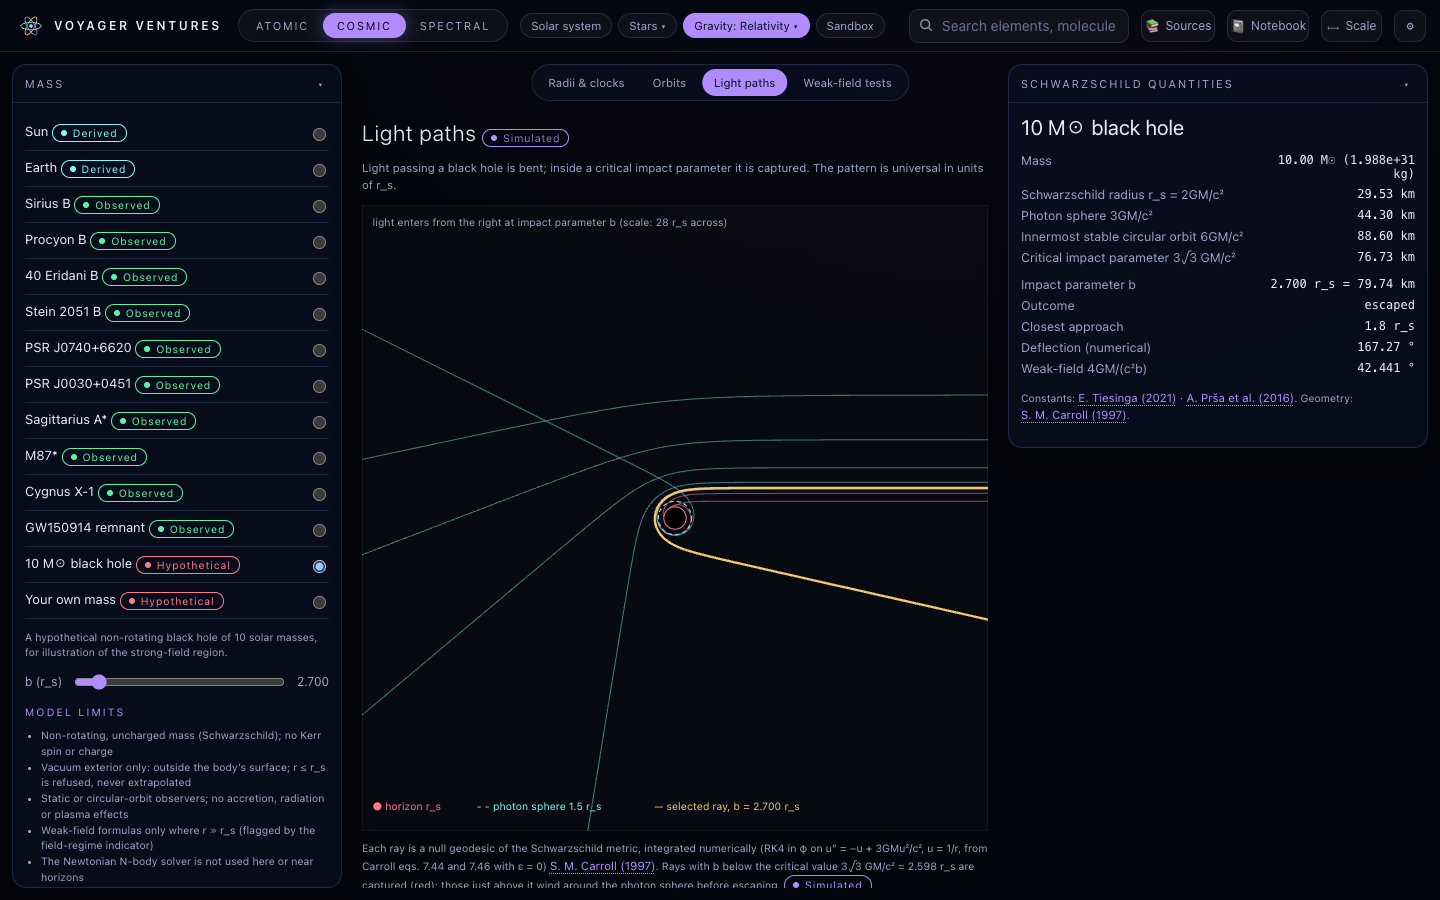 VOYAGER VENTURES
ATOMIC COSMIC SPECTRAL
Solar system Stars ▾ Gravity: Relativity ▾ Sandbox
Search elements, molecule
Sources Notebook Scale
MASS
Sun Derived
Earth Derived
Sirius B Observed
Procyon B Observed
40 Eridani B Observed
Stein 2051 B Observed
PSR J0740+6620 Observed
PSR J0030+0451 Observed
Sagittarius A* Observed
M87* Observed
Cygnus X-1 Observed
GW150914 remnant Observed
10 M☉ black hole Hypothetical
Your own mass Hypothetical
A hypothetical non-rotating black hole of 10 solar masses,
for illustration of the strong-field region.
b (r_s) 2.700
MODEL LIMITS
• Non-rotating, uncharged mass (Schwarzschild); no Kerr
spin or charge
• Vacuum exterior only: outside the body's surface; r ≤ r_s
is refused, never extrapolated
• Static or circular-orbit observers; no accretion, radiation
or plasma effects
• Weak-field formulas only where r » r_s (flagged by the
field-regime indicator)
• The Newtonian N-body solver is not used here or near
horizons
Radii & clocks Orbits Light paths Weak-field tests
Light paths Simulated
Light passing a black hole is bent; inside a critical impact parameter it is captured. The pattern is universal in units
of r_s.
light enters from the right at impact parameter b (scale: 28 r_s across)
horizon r_s - - photon sphere 1.5 r_s — selected ray, b = 2.700 r_s
Each ray is a null geodesic of the Schwarzschild metric, integrated numerically (RK4 in φ on u″ = −u + 3GMu²/c², u = 1/r, from
Carroll eqs. 7.44 and 7.46 with ε = 0) S. M. Carroll (1997). Rays with b below the critical value 3√3 GM/c² ≈ 2.598 r_s are
captured (red); those just above it wind around the photon sphere before escaping. Simulated
SCHWARZSCHILD QUANTITIES
10 M☉ black hole
Mass 10.00 M☉ (1.988e+31
kg)
Schwarzschild radius r_s = 2GM/c² 29.53 km
Photon sphere 3GM/c² 44.30 km
Innermost stable circular orbit 6GM/c² 88.60 km
Critical impact parameter 3√3 GM/c² 76.73 km
Impact parameter b 2.700 r_s = 79.74 km
Outcome escaped
Closest approach 1.8 r_s
Deflection (numerical) 167.27 °
Weak-field 4GM/(c²b) 42.441 °
Constants: E. Tiesinga (2021) · A. Prša et al. (2016). Geometry:
S. M. Carroll (1997).